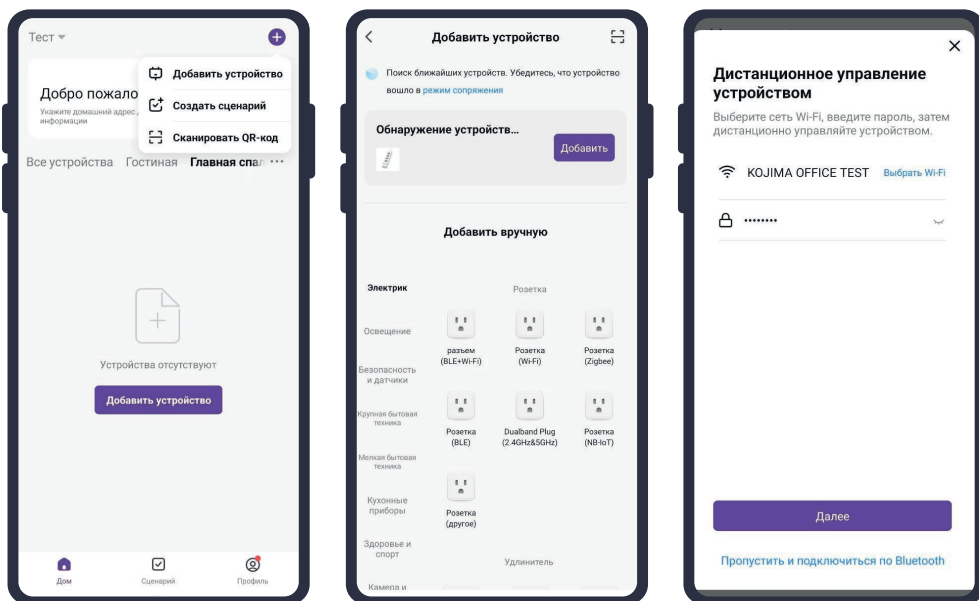 Тест
Добавить устройство
Добро пожало
Создать сценарий
Укажите домашний адрес,
информации
Сканировать QR-код
Все устройства Гостиная Главная спал ...
Устройства отсутствуют
Добавить устройство
Дом Сценарий Профиль
Добавить устройство
Поиск ближайших устройств. Убедитесь, что устройство
вошло в режим сопряжения
Обнаружение устройств...
Добавить
Добавить вручную
Электрик
Освещение
Безопасность
и датчики
Крупная бытовая
техника
Мелкая бытовая
техника
Кухонные
приборы
Здоровье и
спорт
Камера и
Розетка
разъем
(BLE+Wi-Fi)
Розетка
(Wi-Fi)
Розетка
(Zigbee)
Розетка
(BLE)
Dualband Plug
(2.4GHz&5GHz)
Розетка
(NB-IoT)
Розетка
(другое)
Удлинитель
Дистанционное управление
устройством
Выберите сеть Wi-Fi, введите пароль, затем
дистанционно управляйте устройством.
KOJIMA OFFICE TEST Выбрать Wi-Fi
••••••••
Далее
Пропустить и подключиться по Bluetooth